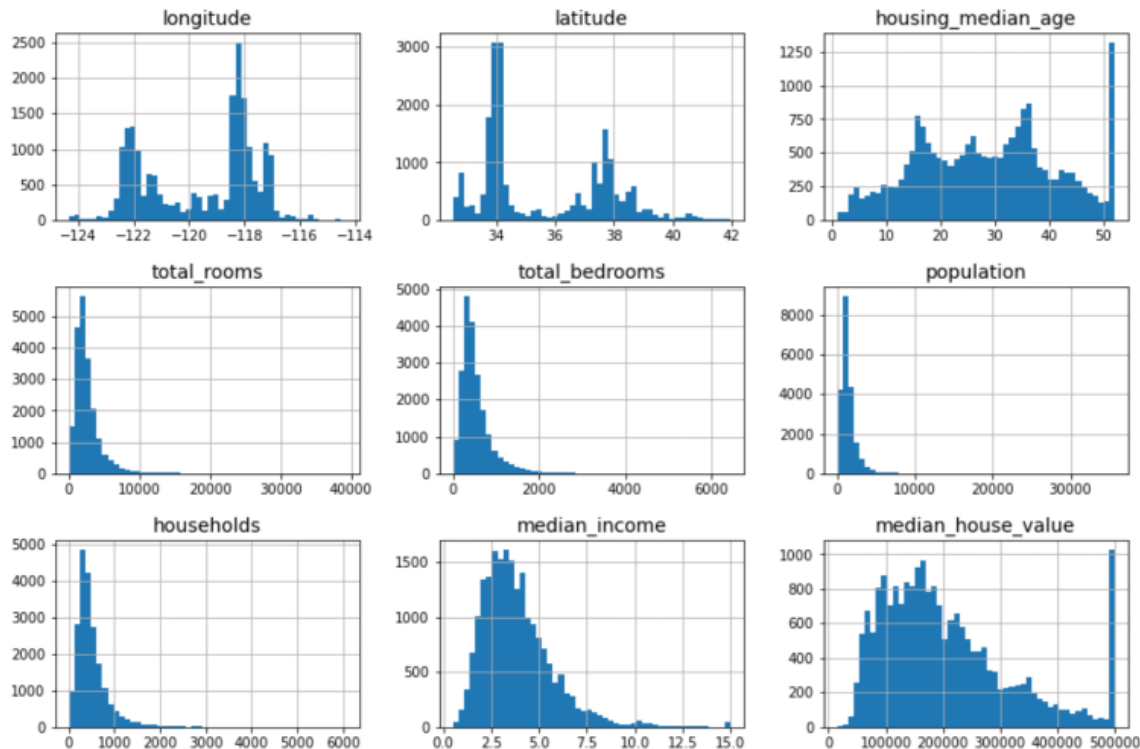 longitude
2500
2000
1500
1000
500
0
−124 −122 −120 −118 −116 −114
latitude
3000
2000
1000
0
34 36 38 40 42
housing_median_age
1250
1000
750
500
250
0
0 10 20 30 40 50
total_rooms
5000
4000
3000
2000
1000
0
0 10000 20000 30000 40000
total_bedrooms
5000
4000
3000
2000
1000
0
0 2000 4000 6000
population
8000
6000
4000
2000
0
0 10000 20000 30000
households
5000
4000
3000
2000
1000
0
0 1000 2000 3000 4000 5000 6000
median_income
1500
1000
500
0
0.0 2.5 5.0 7.5 10.0 12.5 15.0
median_house_value
1000
800
600
400
200
0
0 100000 200000 300000 400000 500000